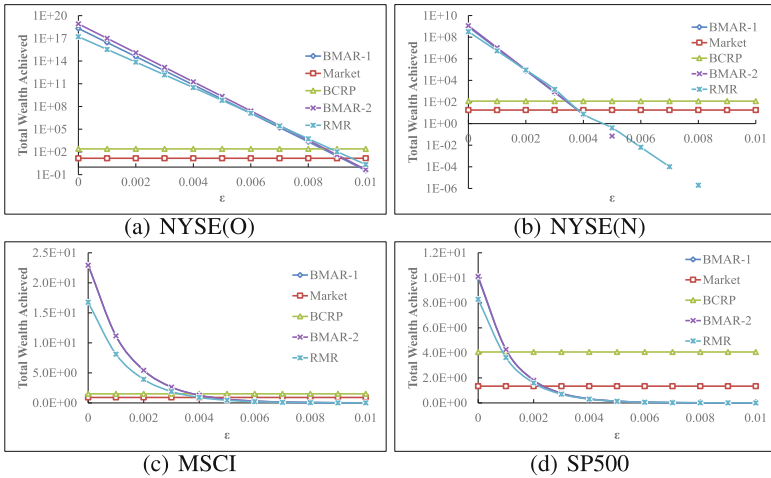 Total Wealth Achieved
1E+20
1E+17
1E+14
1E+11
1E+08
1E+05
1E+02
1E-01
0 0.002 0.004 0.006 0.008 0.01
ε
BMAR-1
Market
BCRP
BMAR-2
RMR
(a) NYSE(O)
Total Wealth Achieved
1E+10
1E+08
1E+06
1E+04
1E+02
1E+00
1E-02
1E-04
1E-06
0 0.002 0.004 0.006 0.008 0.01
ε
BMAR-1
Market
BCRP
BMAR-2
RMR
(b) NYSE(N)
Total Wealth Achieved
2.5E+01
2.0E+01
1.5E+01
1.0E+01
5.0E+00
0.0E+00
0 0.002 0.004 0.006 0.008 0.01
ε
BMAR-1
Market
BCRP
BMAR-2
RMR
(c) MSCI
Total Wealth Achieved
1.2E+01
1.0E+01
8.0E+00
6.0E+00
4.0E+00
2.0E+00
0.0E+00
0 0.002 0.004 0.006 0.008 0.01
ε
BMAR-1
Market
BCRP
BMAR-2
RMR
(d) SP500